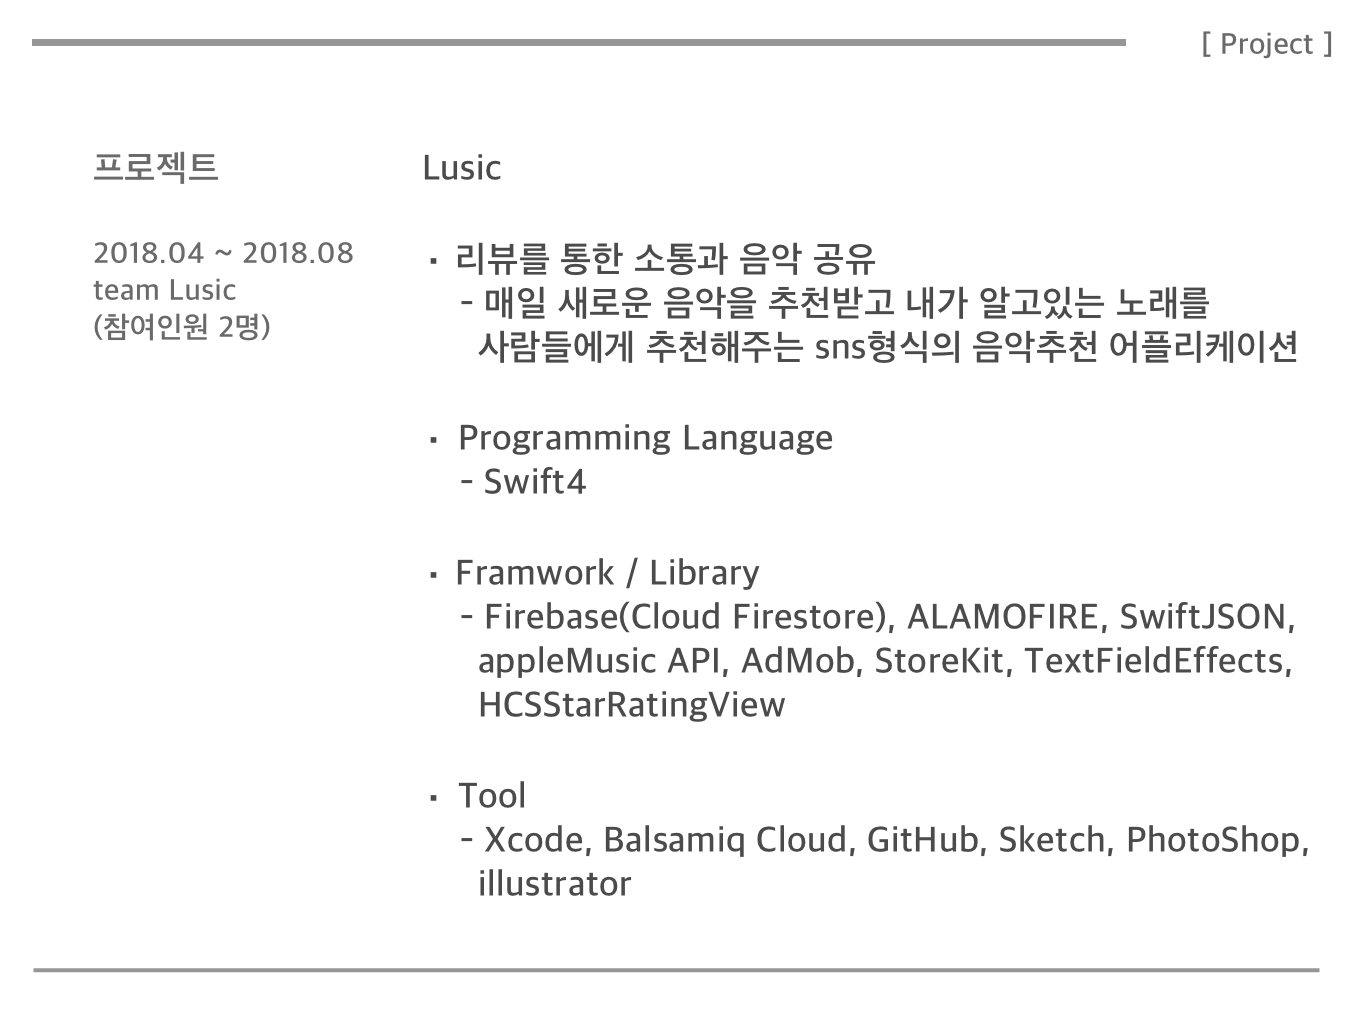 [ Project ]
프로젝트
Lusic
2018.04 ~ 2018.08
team Lusic
(참여인원 2명)
▪ 리뷰를 통한 소통과 음악 공유
- 매일 새로운 음악을 추천받고 내가 알고있는 노래를
사람들에게 추천해주는 sns형식의 음악추천 어플리케이션
▪ Programming Language
- Swift4
▪ Framwork / Library
- Firebase(Cloud Firestore), ALAMOFIRE, SwiftJSON,
appleMusic API, AdMob, StoreKit, TextFieldEffects,
HCSStarRatingView
▪ Tool
- Xcode, Balsamiq Cloud, GitHub, Sketch, PhotoShop,
illustrator